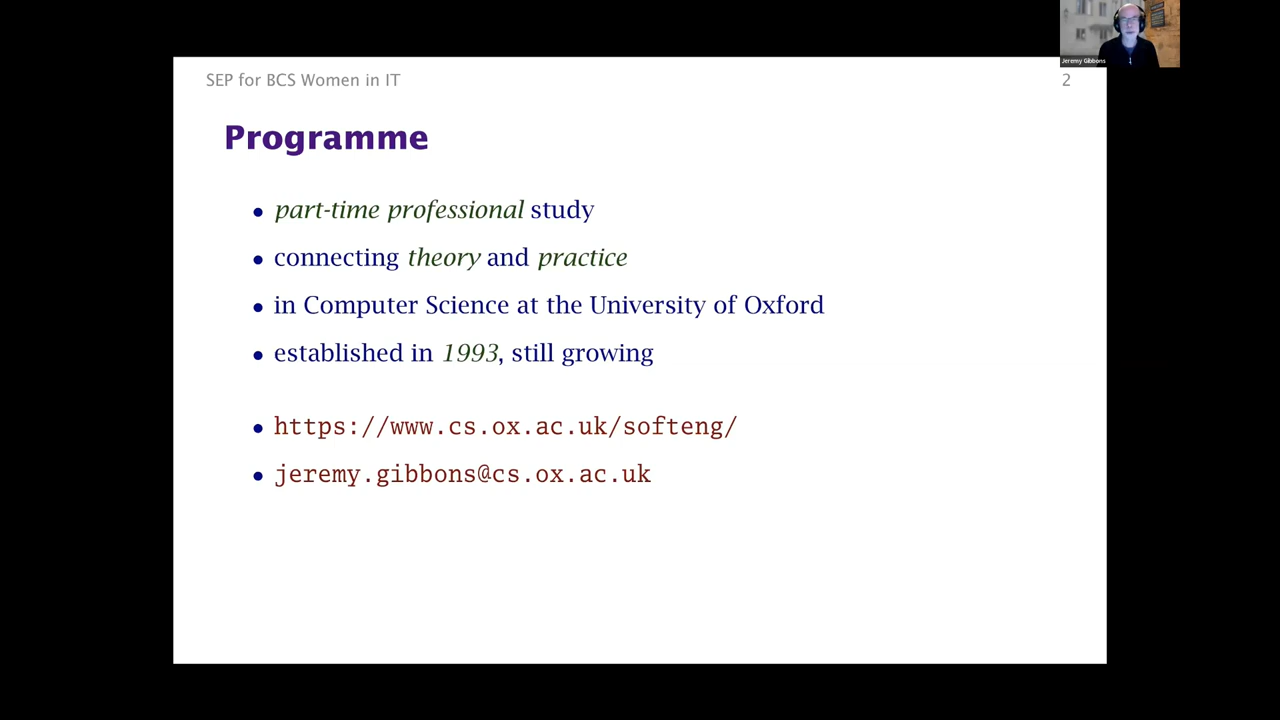 Jeremy Gibbons
SEP for BCS Women in IT
2
Programme
• part-time professional study
• connecting theory and practice
• in Computer Science at the University of Oxford
• established in 1993, still growing
• https://www.cs.ox.ac.uk/softeng/
• jeremy.gibbons@cs.ox.ac.uk